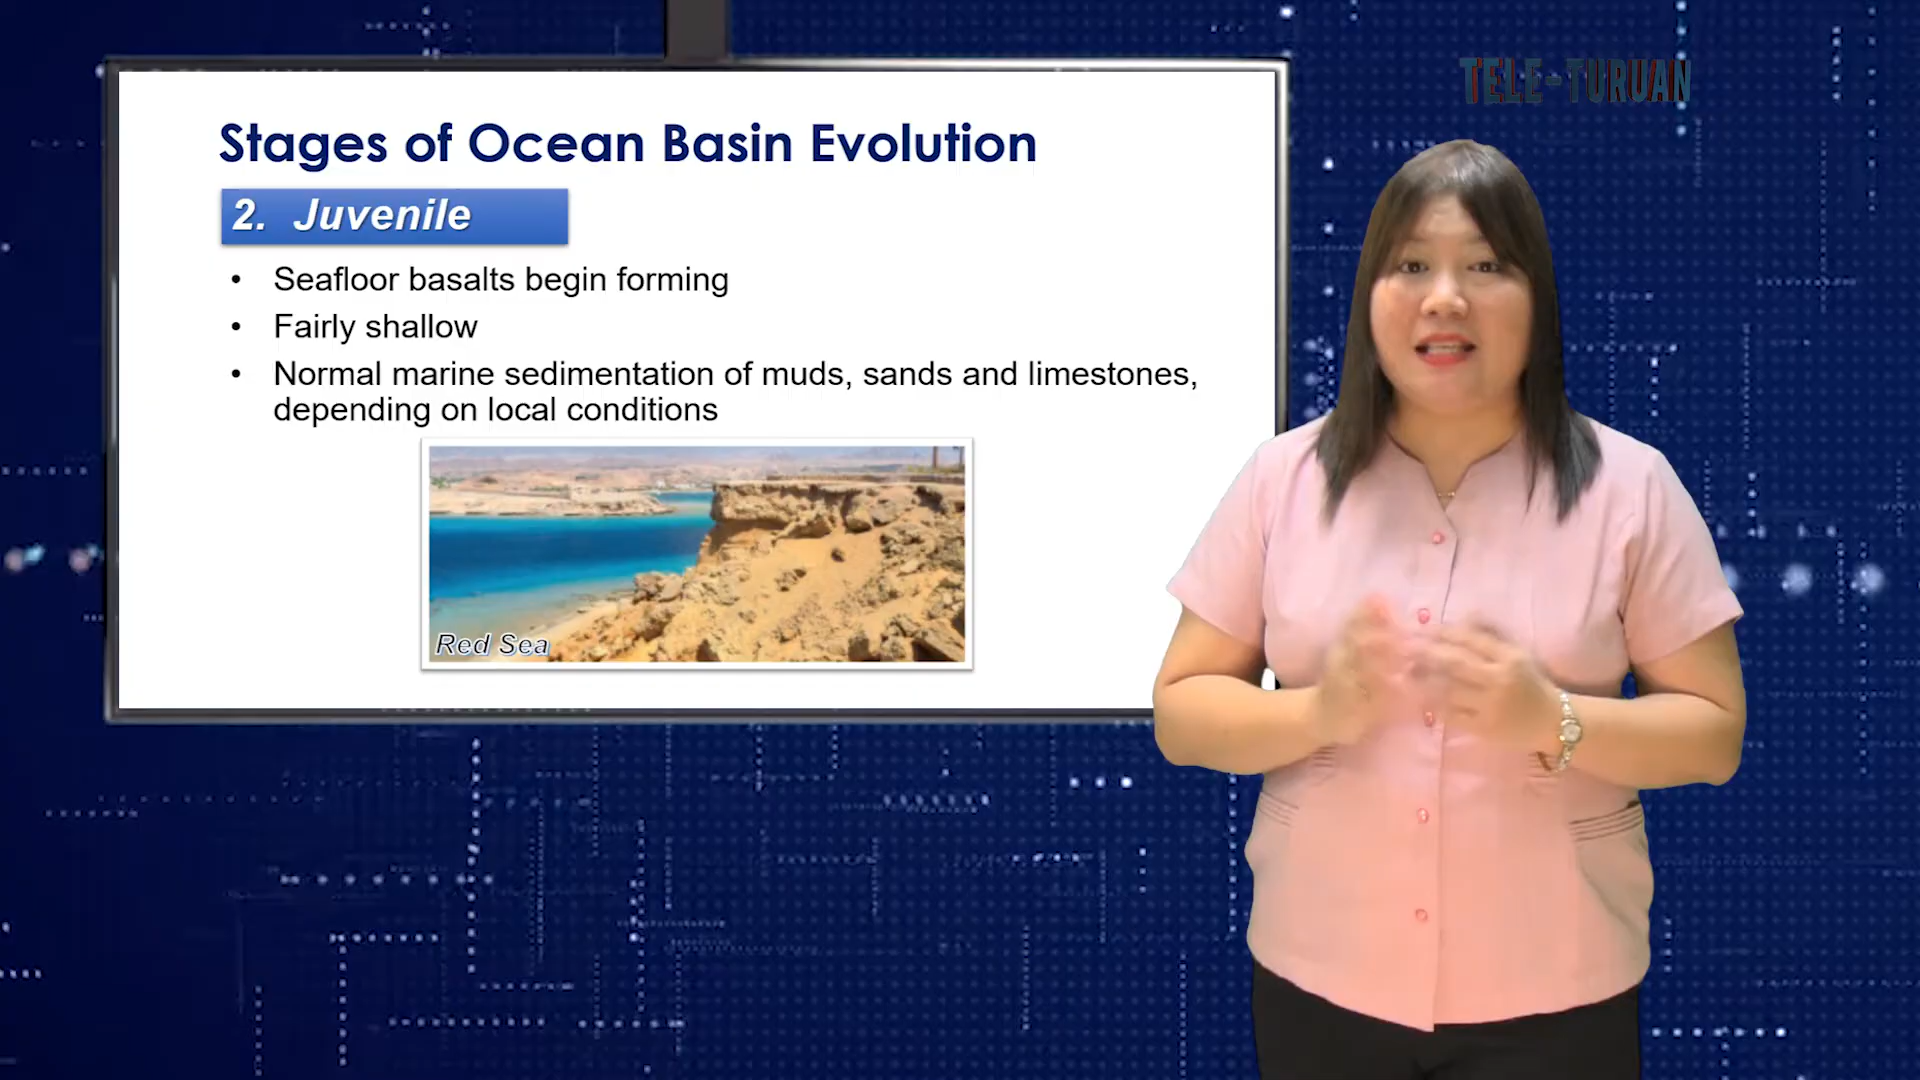 TELE-TURUAN
Stages of Ocean Basin Evolution
2. Juvenile
• Seafloor basalts begin forming
• Fairly shallow
• Normal marine sedimentation of muds, sands and limestones,
depending on local conditions
Red Sea